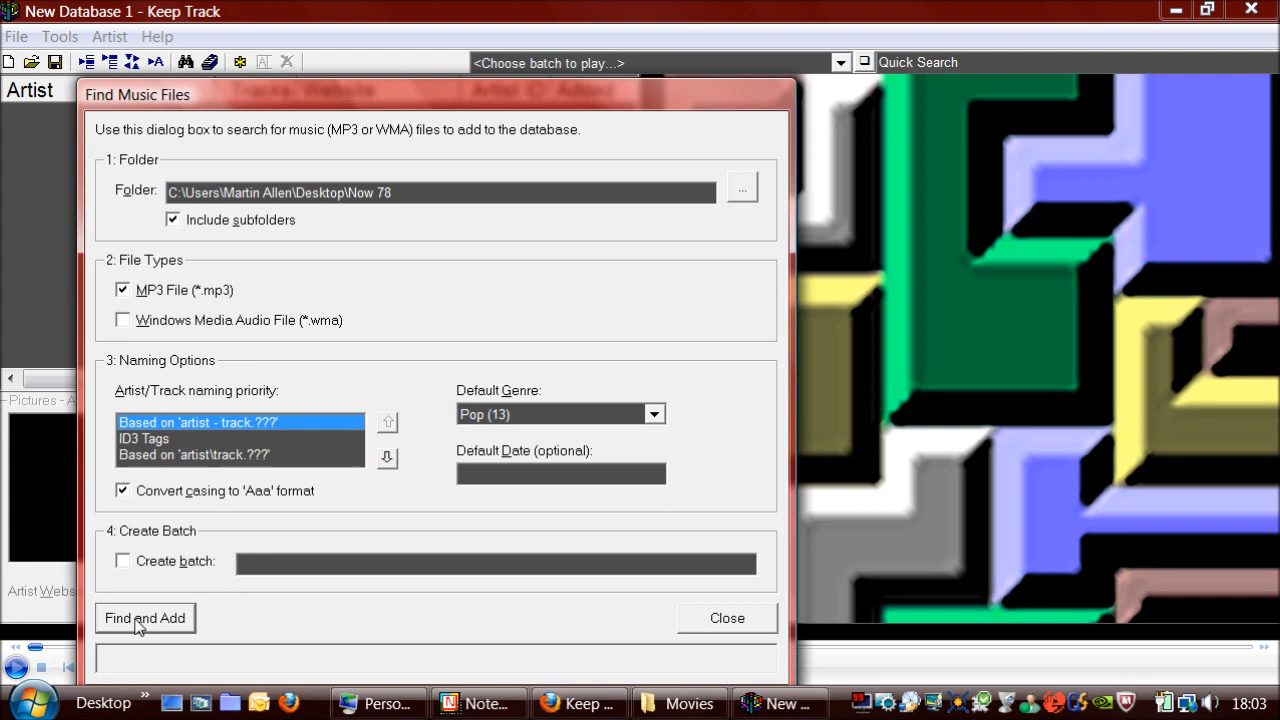 New Database 1 - Keep Track
File Tools Artist Help
<Choose batch to play...> Quick Search
Artist
Find Music Files
Use this dialog box to search for music (MP3 or WMA) files to add to the database.
1: Folder
Folder: C:\Users\Martin Allen\Desktop\Now 78 ...
Include subfolders
2: File Types
MP3 File (*.mp3)
Windows Media Audio File (*.wma)
3: Naming Options
Artist/Track naming priority: Default Genre:
Based on 'artist - track.???' Pop (13)
ID3 Tags
Based on 'artist\track.???' Default Date (optional):
Convert casing to 'Aaa' format
Pictures - A
4: Create Batch
Create batch:
Artist Webs
Find and Add Close
Desktop » Perso... Note... Keep ... Movies New ... 18:03